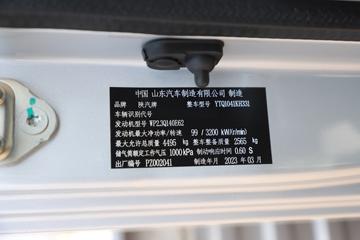 中国 山东汽车制造有限公司 制造
品牌 陕汽牌 整车型号 YTQ1041KH331
车辆识别代号
发动机型号 WP2.3Q140E62
发动机最大净功率/转速 99 / 3200 kW/(r/min)
最大允许总质量 4495 kg 整车整备质量 2565 kg
储气筒额定工作气压 1000 kPa 制动响应时间 0.60 S
出厂编号 PZ002041 制造年月 2023 年 03 月